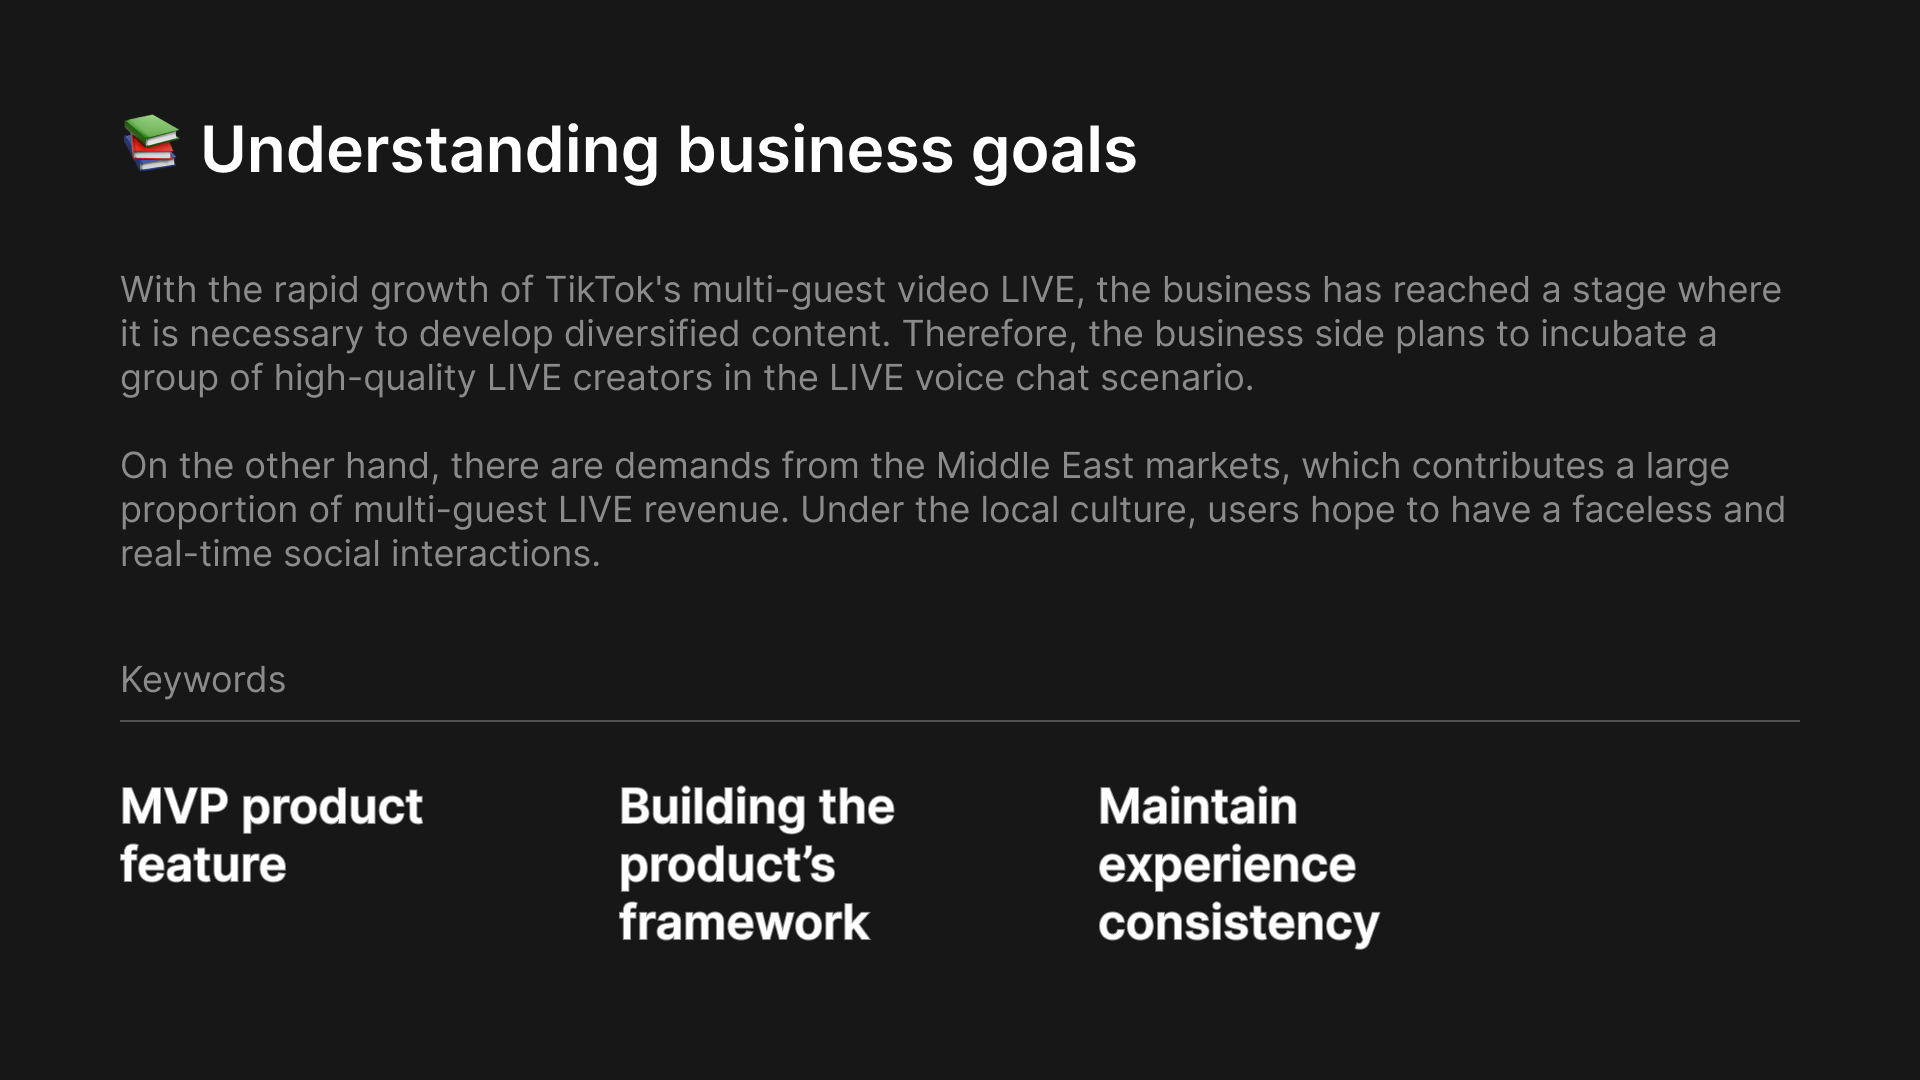 Understanding business goals
With the rapid growth of TikTok's multi-guest video LIVE, the business has reached a stage where
it is necessary to develop diversified content. Therefore, the business side plans to incubate a
group of high-quality LIVE creators in the LIVE voice chat scenario.
On the other hand, there are demands from the Middle East markets, which contributes a large
proportion of multi-guest LIVE revenue. Under the local culture, users hope to have a faceless and
real-time social interactions.
Keywords
MVP product
feature
Building the
product’s
framework
Maintain
experience
consistency